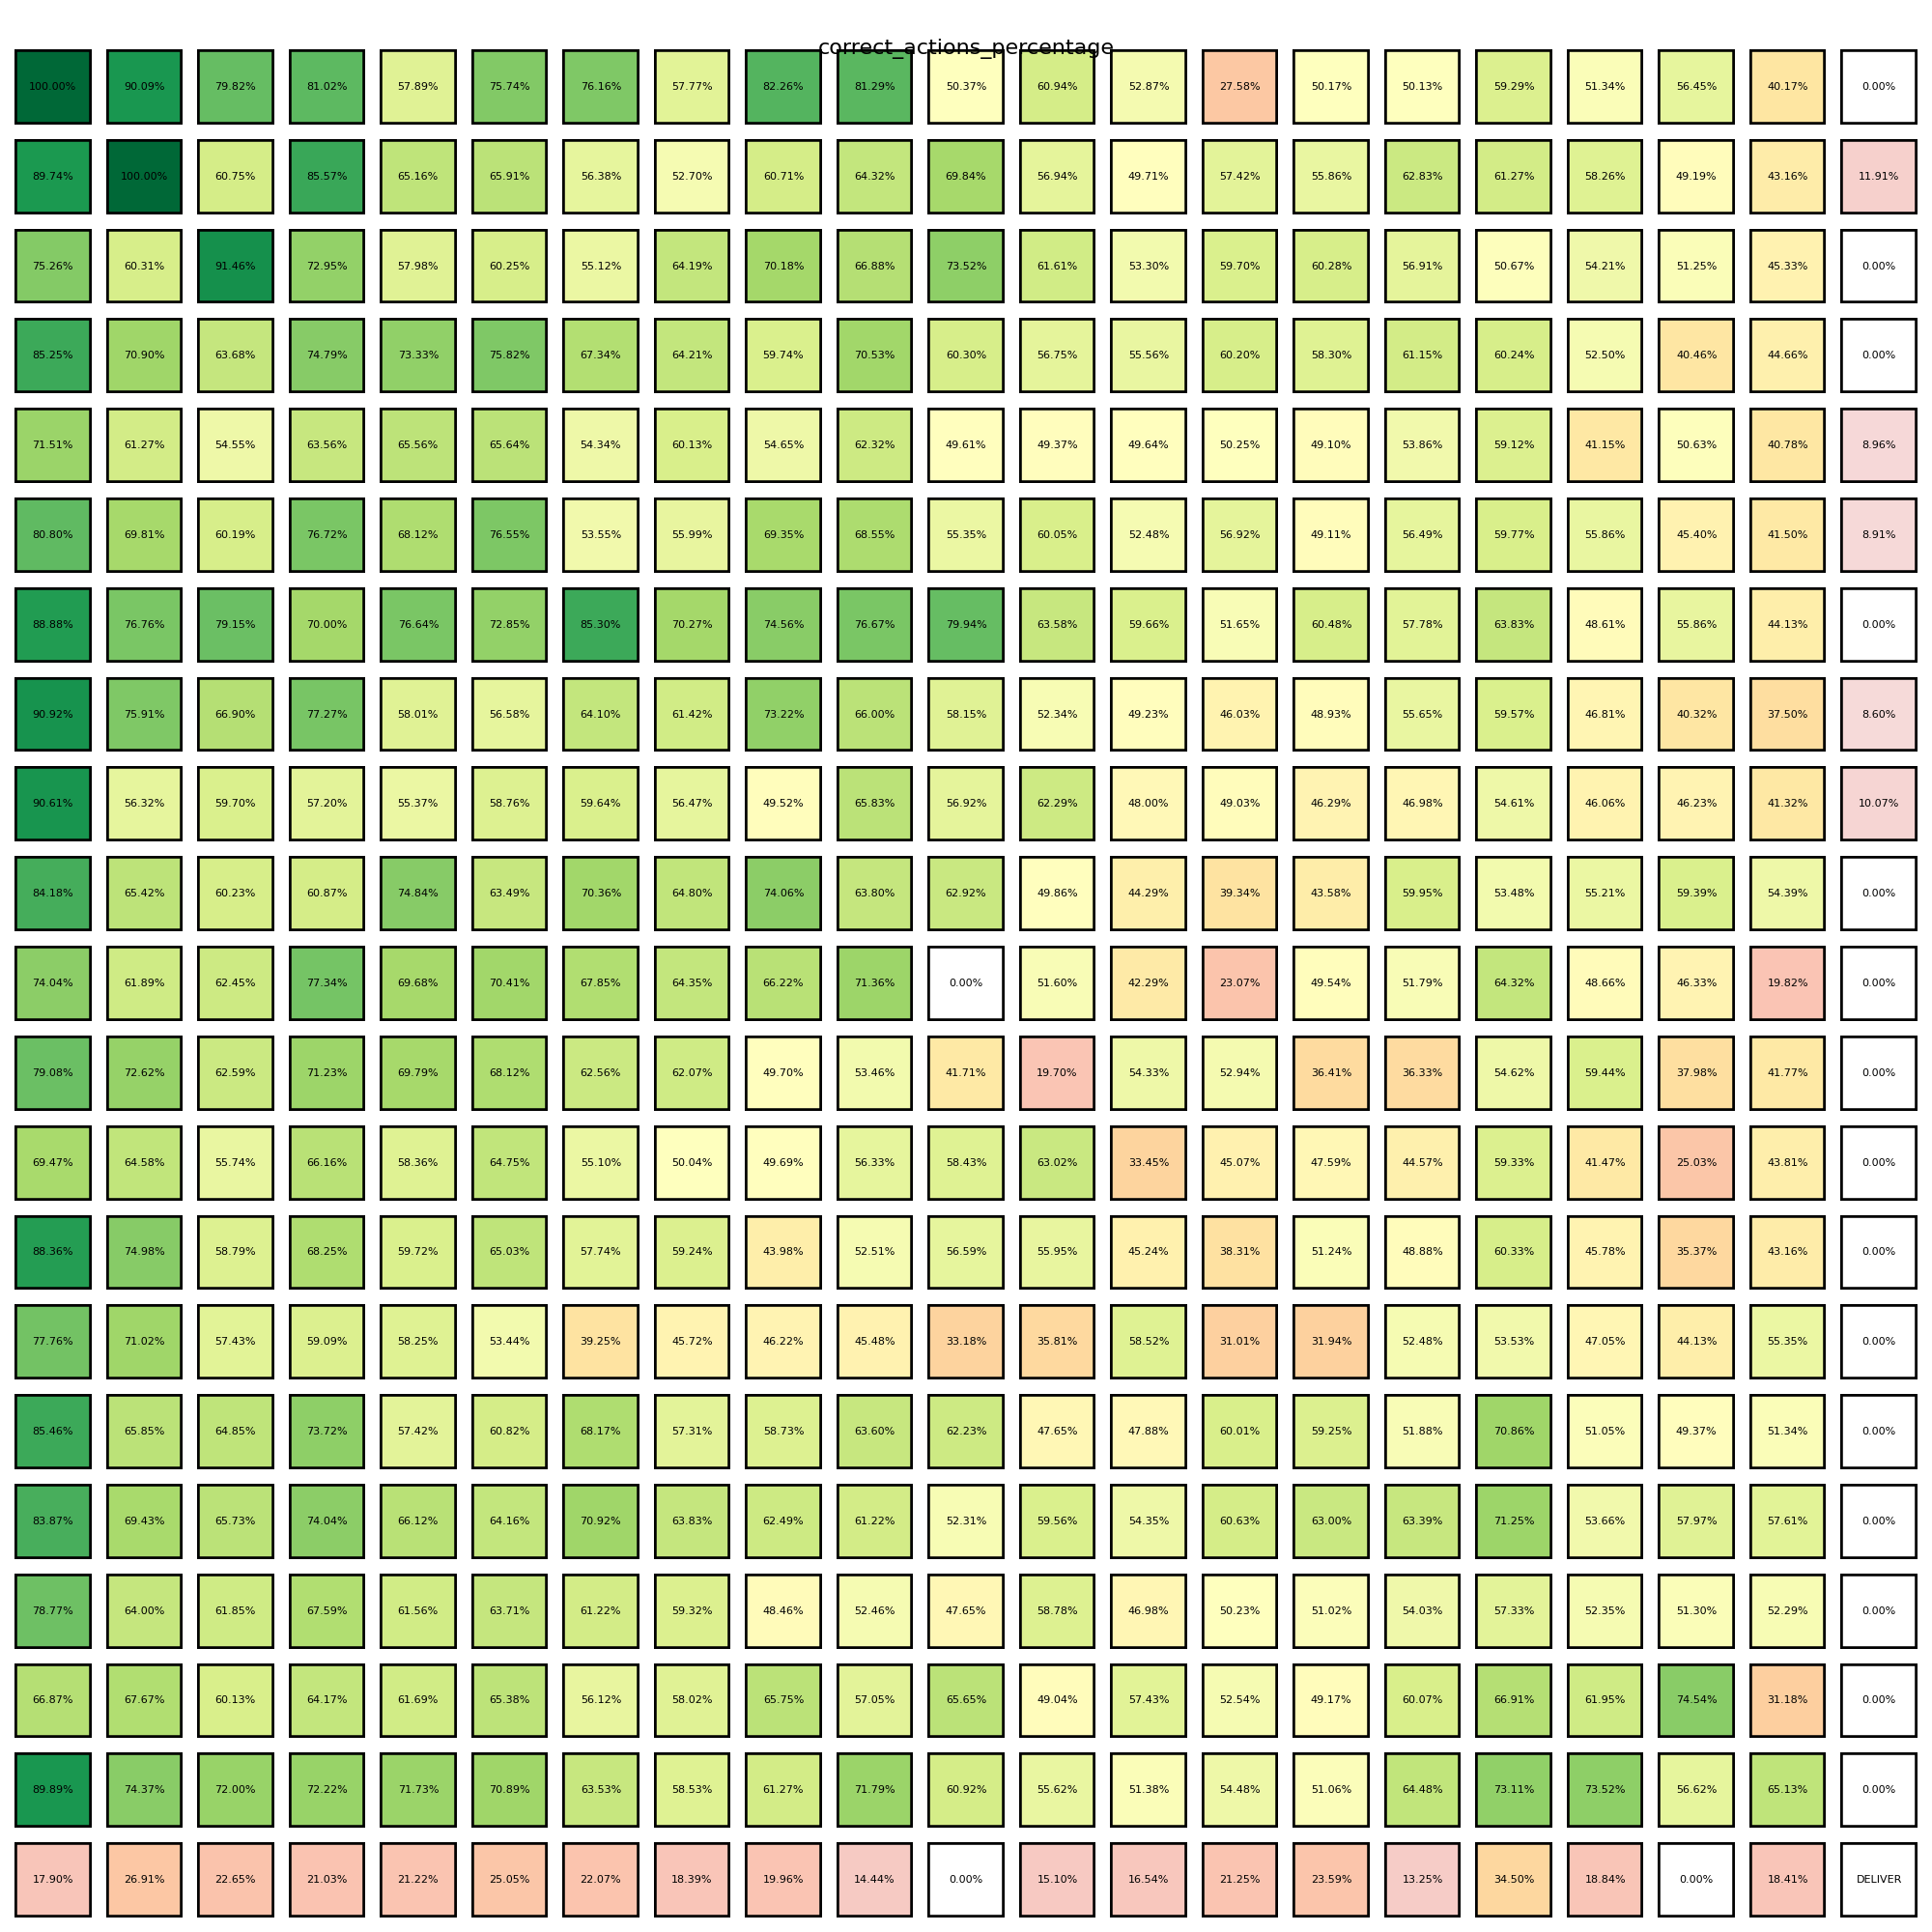 correct_actions_percentage
100.00% 90.09% 79.82% 81.02% 57.89% 75.74% 76.16% 57.77% 82.26% 81.29% 50.37% 60.94% 52.87% 27.58% 50.17% 50.13% 59.29% 51.34% 56.45% 40.17% 0.00%
89.74% 100.00% 60.75% 85.57% 65.16% 65.91% 56.38% 52.70% 60.71% 64.32% 69.84% 56.94% 49.71% 57.42% 55.86% 62.83% 61.27% 58.26% 49.19% 43.16% 11.91%
75.26% 60.31% 91.46% 72.95% 57.98% 60.25% 55.12% 64.19% 70.18% 66.88% 73.52% 61.61% 53.30% 59.70% 60.28% 56.91% 50.67% 54.21% 51.25% 45.33% 0.00%
85.25% 70.90% 63.68% 74.79% 73.33% 75.82% 67.34% 64.21% 59.74% 70.53% 60.30% 56.75% 55.56% 60.20% 58.30% 61.15% 60.24% 52.50% 40.46% 44.66% 0.00%
71.51% 61.27% 54.55% 63.56% 65.56% 65.64% 54.34% 60.13% 54.65% 62.32% 49.61% 49.37% 49.64% 50.25% 49.10% 53.86% 59.12% 41.15% 50.63% 40.78% 8.96%
80.80% 69.81% 60.19% 76.72% 68.12% 76.55% 53.55% 55.99% 69.35% 68.55% 55.35% 60.05% 52.48% 56.92% 49.11% 56.49% 59.77% 55.86% 45.40% 41.50% 8.91%
88.88% 76.76% 79.15% 70.00% 76.64% 72.85% 85.30% 70.27% 74.56% 76.67% 79.94% 63.58% 59.66% 51.65% 60.48% 57.78% 63.83% 48.61% 55.86% 44.13% 0.00%
90.92% 75.91% 66.90% 77.27% 58.01% 56.58% 64.10% 61.42% 73.22% 66.00% 58.15% 52.34% 49.23% 46.03% 48.93% 55.65% 59.57% 46.81% 40.32% 37.50% 8.60%
90.61% 56.32% 59.70% 57.20% 55.37% 58.76% 59.64% 56.47% 49.52% 65.83% 56.92% 62.29% 48.00% 49.03% 46.29% 46.98% 54.61% 46.06% 46.23% 41.32% 10.07%
84.18% 65.42% 60.23% 60.87% 74.84% 63.49% 70.36% 64.80% 74.06% 63.80% 62.92% 49.86% 44.29% 39.34% 43.58% 59.95% 53.48% 55.21% 59.39% 54.39% 0.00%
74.04% 61.89% 62.45% 77.34% 69.68% 70.41% 67.85% 64.35% 66.22% 71.36% 0.00% 51.60% 42.29% 23.07% 49.54% 51.79% 64.32% 48.66% 46.33% 19.82% 0.00%
79.08% 72.62% 62.59% 71.23% 69.79% 68.12% 62.56% 62.07% 49.70% 53.46% 41.71% 19.70% 54.33% 52.94% 36.41% 36.33% 54.62% 59.44% 37.98% 41.77% 0.00%
69.47% 64.58% 55.74% 66.16% 58.36% 64.75% 55.10% 50.04% 49.69% 56.33% 58.43% 63.02% 33.45% 45.07% 47.59% 44.57% 59.33% 41.47% 25.03% 43.81% 0.00%
88.36% 74.98% 58.79% 68.25% 59.72% 65.03% 57.74% 59.24% 43.98% 52.51% 56.59% 55.95% 45.24% 38.31% 51.24% 48.88% 60.33% 45.78% 35.37% 43.16% 0.00%
77.76% 71.02% 57.43% 59.09% 58.25% 53.44% 39.25% 45.72% 46.22% 45.48% 33.18% 35.81% 58.52% 31.01% 31.94% 52.48% 53.53% 47.05% 44.13% 55.35% 0.00%
85.46% 65.85% 64.85% 73.72% 57.42% 60.82% 68.17% 57.31% 58.73% 63.60% 62.23% 47.65% 47.88% 60.01% 59.25% 51.88% 70.86% 51.05% 49.37% 51.34% 0.00%
83.87% 69.43% 65.73% 74.04% 66.12% 64.16% 70.92% 63.83% 62.49% 61.22% 52.31% 59.56% 54.35% 60.63% 63.00% 63.39% 71.25% 53.66% 57.97% 57.61% 0.00%
78.77% 64.00% 61.85% 67.59% 61.56% 63.71% 61.22% 59.32% 48.46% 52.46% 47.65% 58.78% 46.98% 50.23% 51.02% 54.03% 57.33% 52.35% 51.30% 52.29% 0.00%
66.87% 67.67% 60.13% 64.17% 61.69% 65.38% 56.12% 58.02% 65.75% 57.05% 65.65% 49.04% 57.43% 52.54% 49.17% 60.07% 66.91% 61.95% 74.54% 31.18% 0.00%
89.89% 74.37% 72.00% 72.22% 71.73% 70.89% 63.53% 58.53% 61.27% 71.79% 60.92% 55.62% 51.38% 54.48% 51.06% 64.48% 73.11% 73.52% 56.62% 65.13% 0.00%
17.90% 26.91% 22.65% 21.03% 21.22% 25.05% 22.07% 18.39% 19.96% 14.44% 0.00% 15.10% 16.54% 21.25% 23.59% 13.25% 34.50% 18.84% 0.00% 18.41% DELIVER